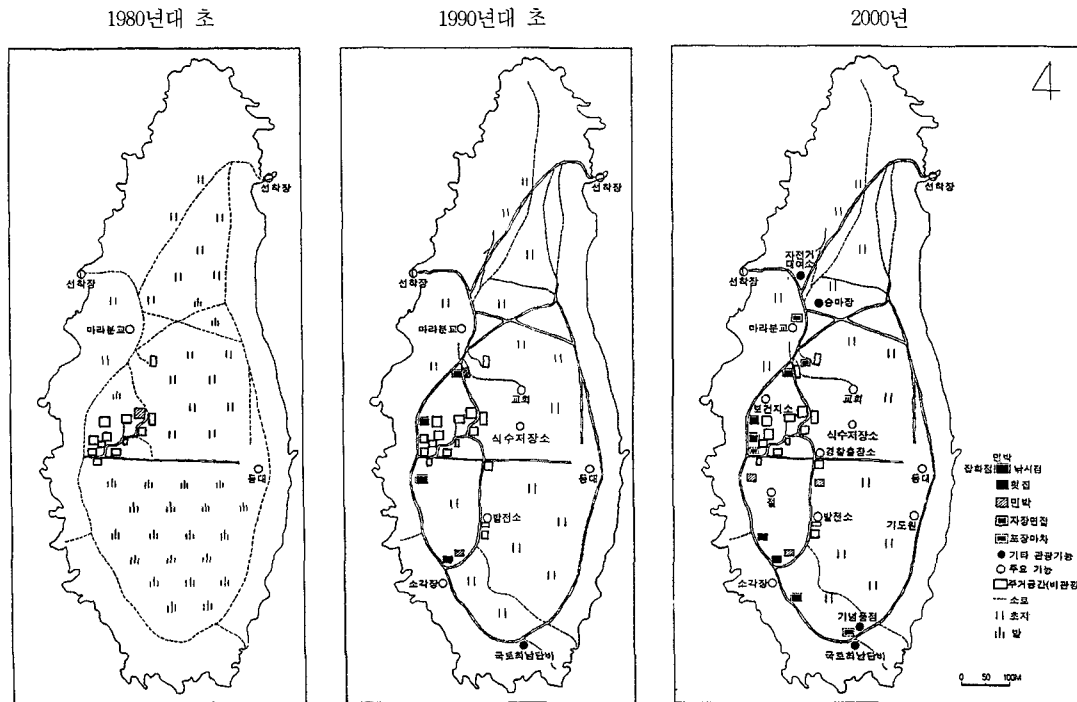 1980년대 초
1990년대 초
2000년
4
선착장
선착장
마라분교
등대
선착장
선착장
마라분교
교회
식수저장소
등대
발전소
소각장
국토최남단비
선착장
자전거
대여소
선착장
승마장
마라분교
교회
보건지소
식수저장소
경찰출장소
등대
절
발전소
기도원
소각장
기념품점
국토최남단비
민박
잡화점
낚시점
횟집
민박
자장면집
포장마차
기타 관광기능
주요 기능
주거공간(비관광)
소로
초지
밭
0 50 100M